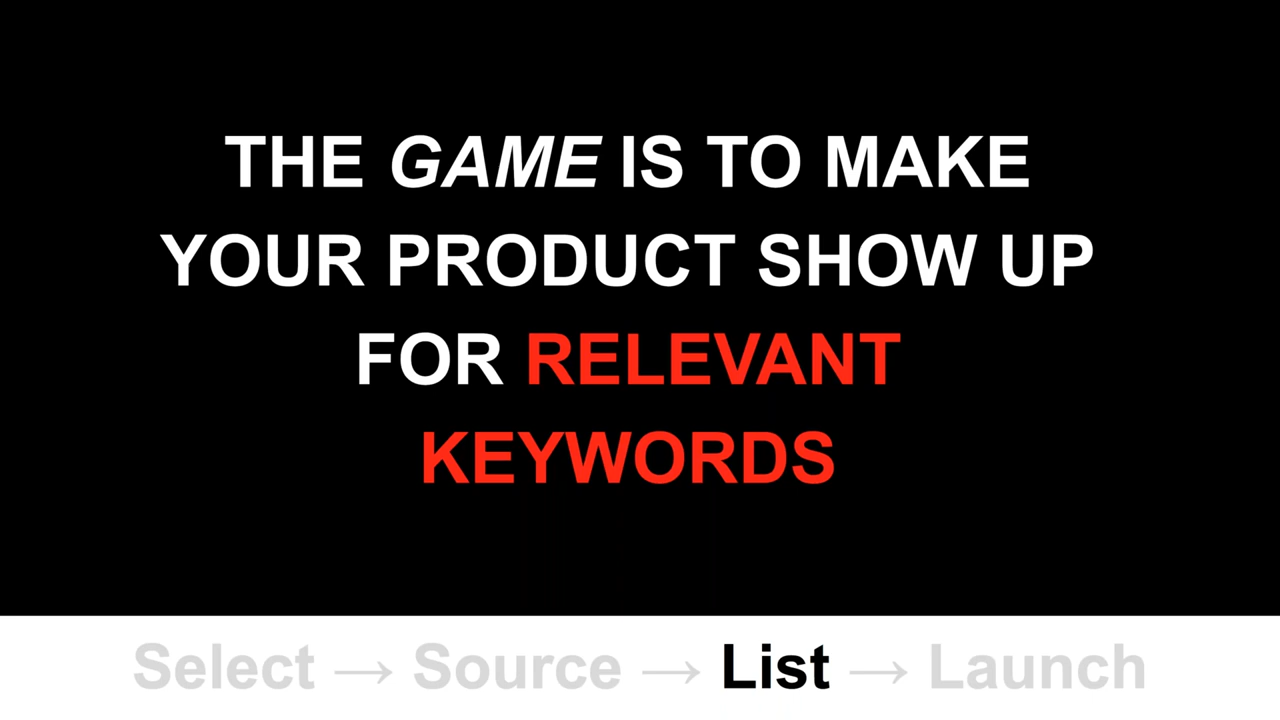 THE GAME IS TO MAKE
YOUR PRODUCT SHOW UP
FOR RELEVANT
KEYWORDS
Select → Source → List → Launch